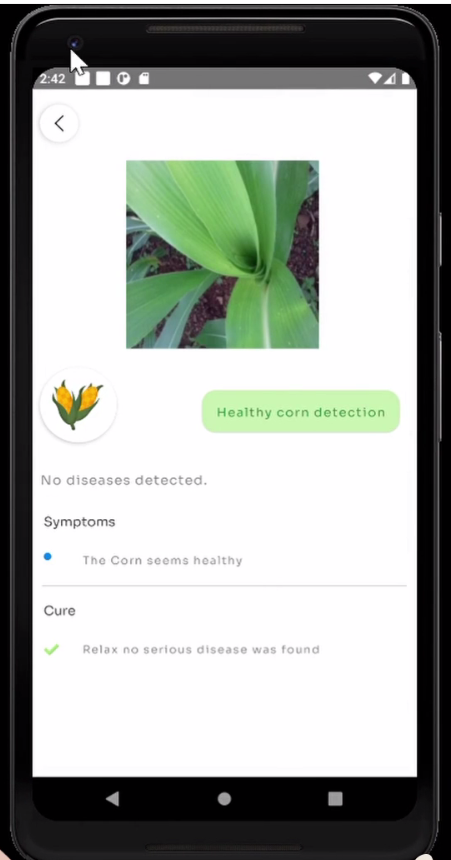 2:42
Healthy corn detection
No diseases detected.
Symptoms
The Corn seems healthy
Cure
Relax no serious disease was found